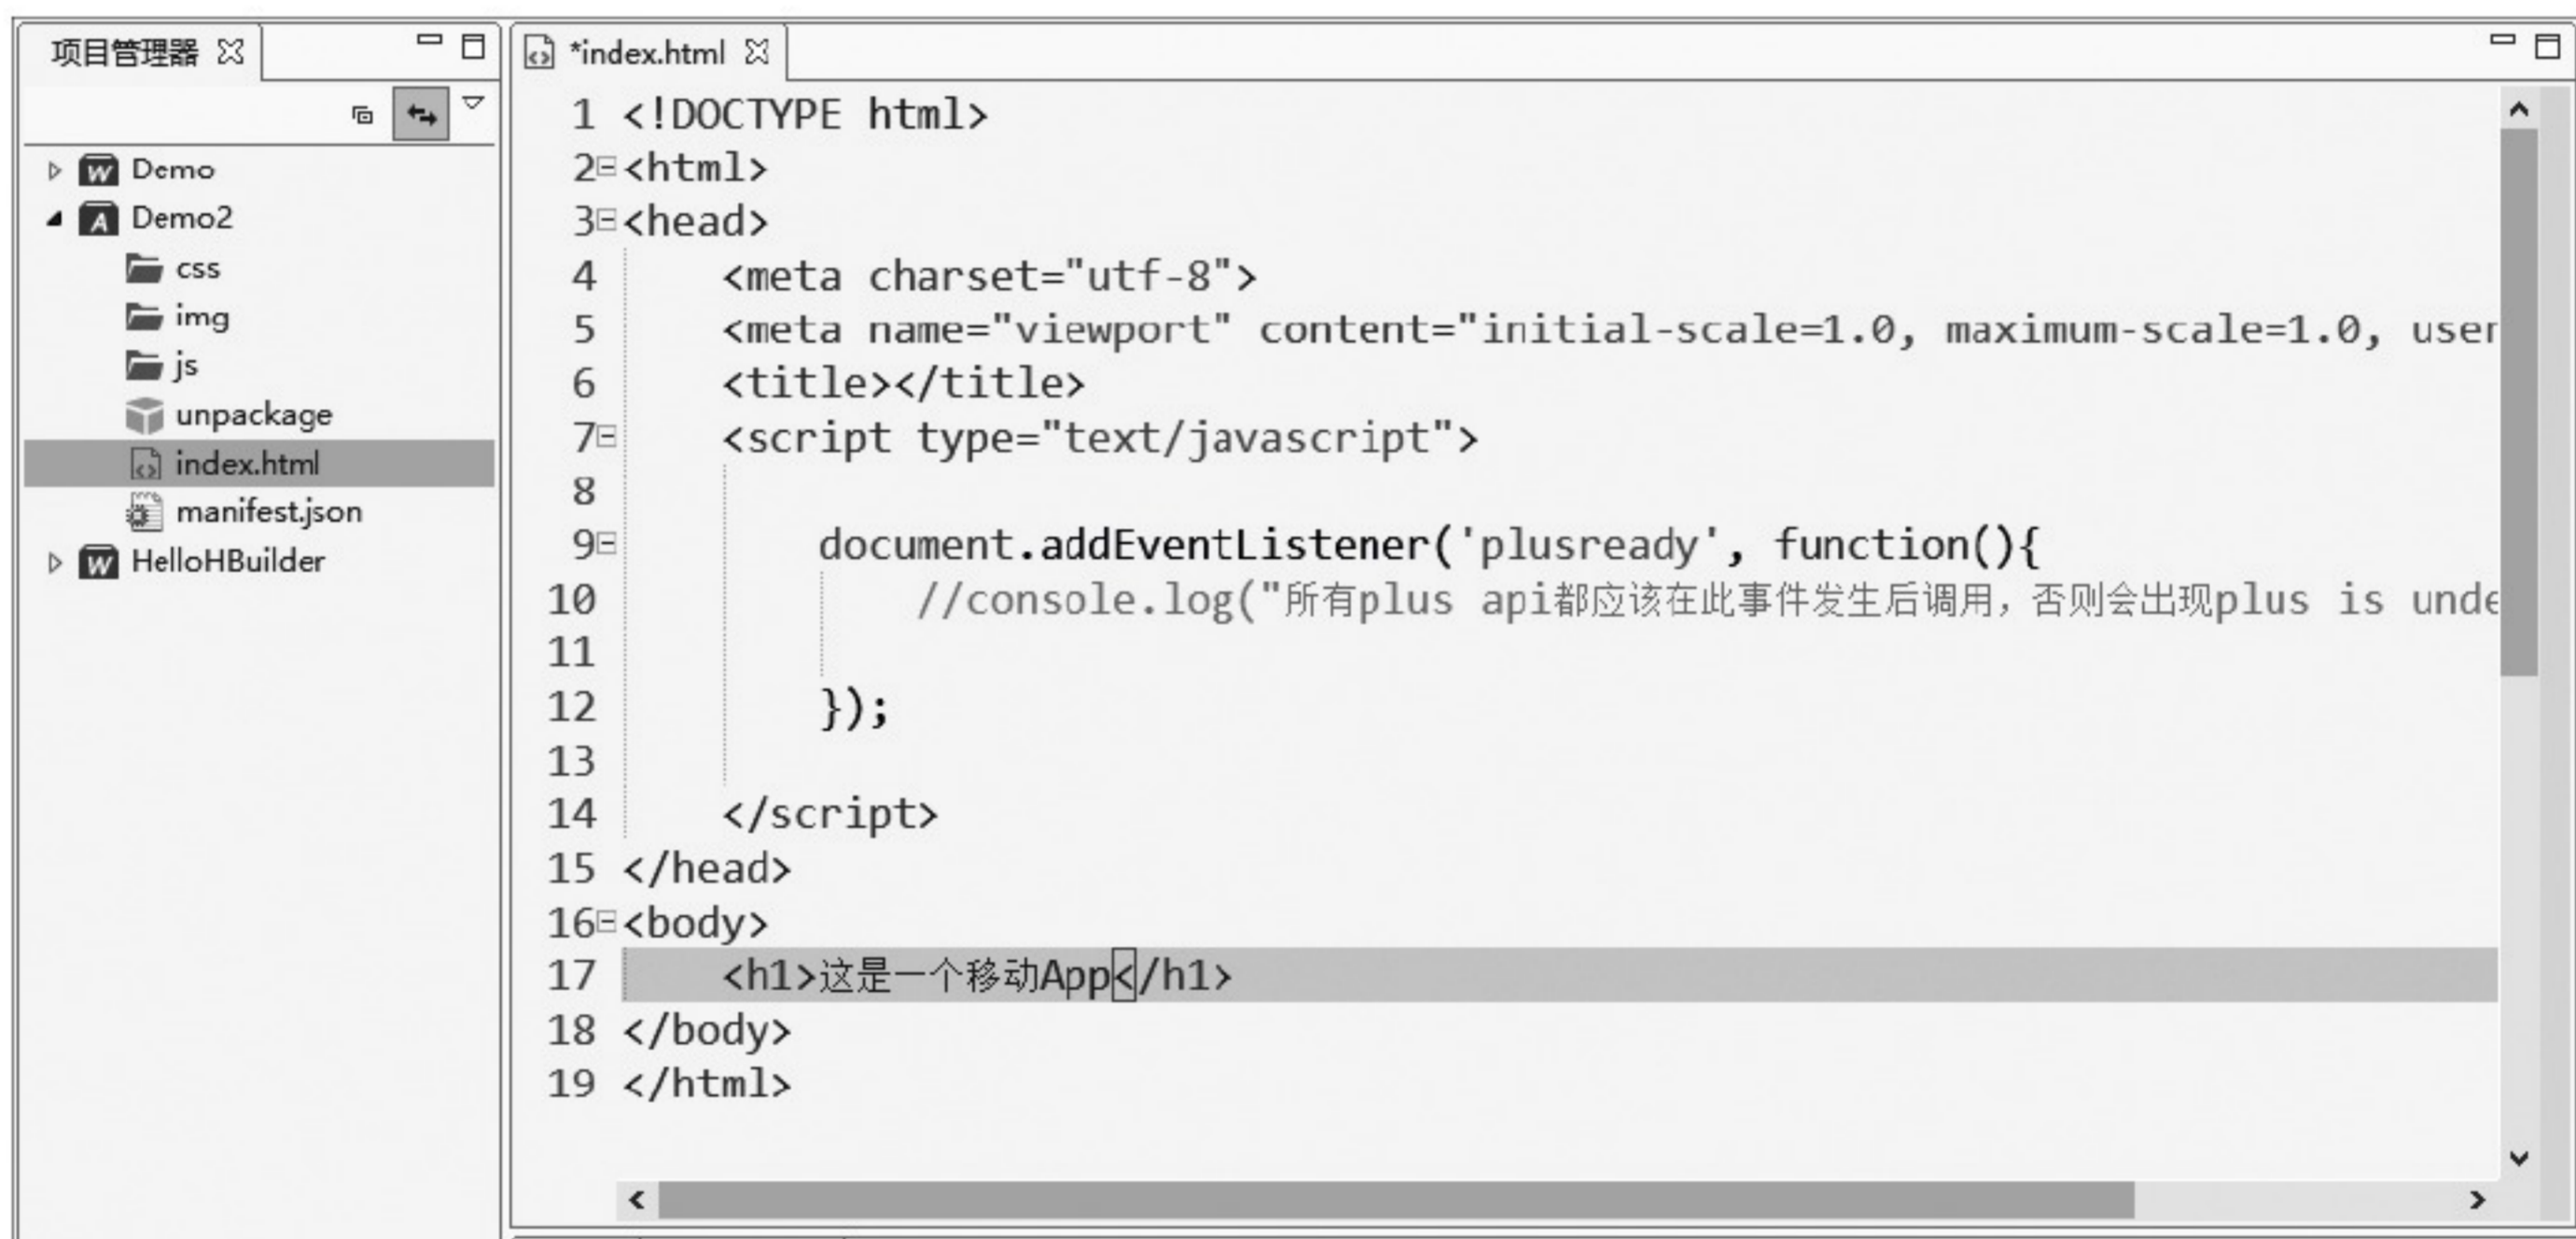 项目管理器
Demo
Demo2
css
img
js
unpackage
index.html
manifest.json
HelloHBuilder
*index.html
1 <!DOCTYPE html>
2 <html>
3 <head>
4 <meta charset="utf-8">
5 <meta name="viewport" content="initial-scale=1.0, maximum-scale=1.0, user
6 <title></title>
7 <script type="text/javascript">
8
9 document.addEventListener('plusready', function(){
10 //console.log("所有plus api都应该在此事件发生后调用，否则会出现plus is unde
11
12 });
13
14 </script>
15 </head>
16 <body>
17 <h1>这是一个移动App</h1>
18 </body>
19 </html>